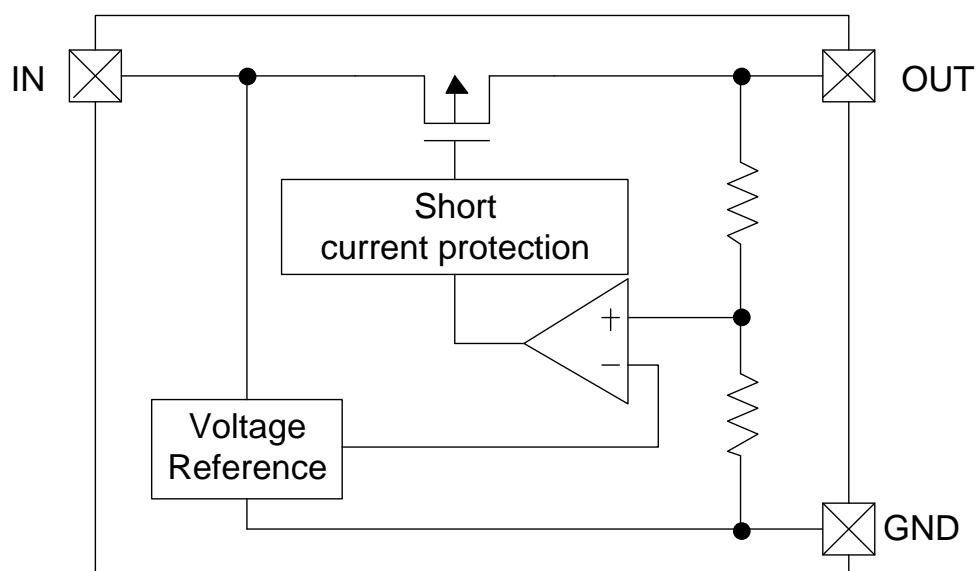 IN
OUT
Short
current protection
+
−
Voltage
Reference
GND